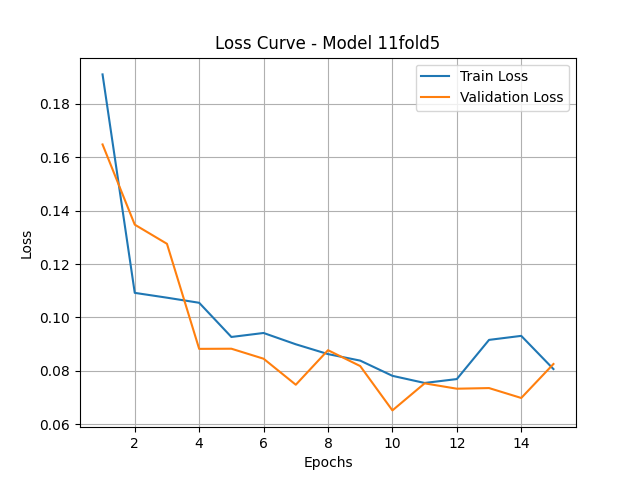 Loss Curve - Model 11fold5
Train Loss
Validation Loss
0.18
0.16
0.14
0.12
0.10
0.08
0.06
Loss
2 4 6 8 10 12 14
Epochs